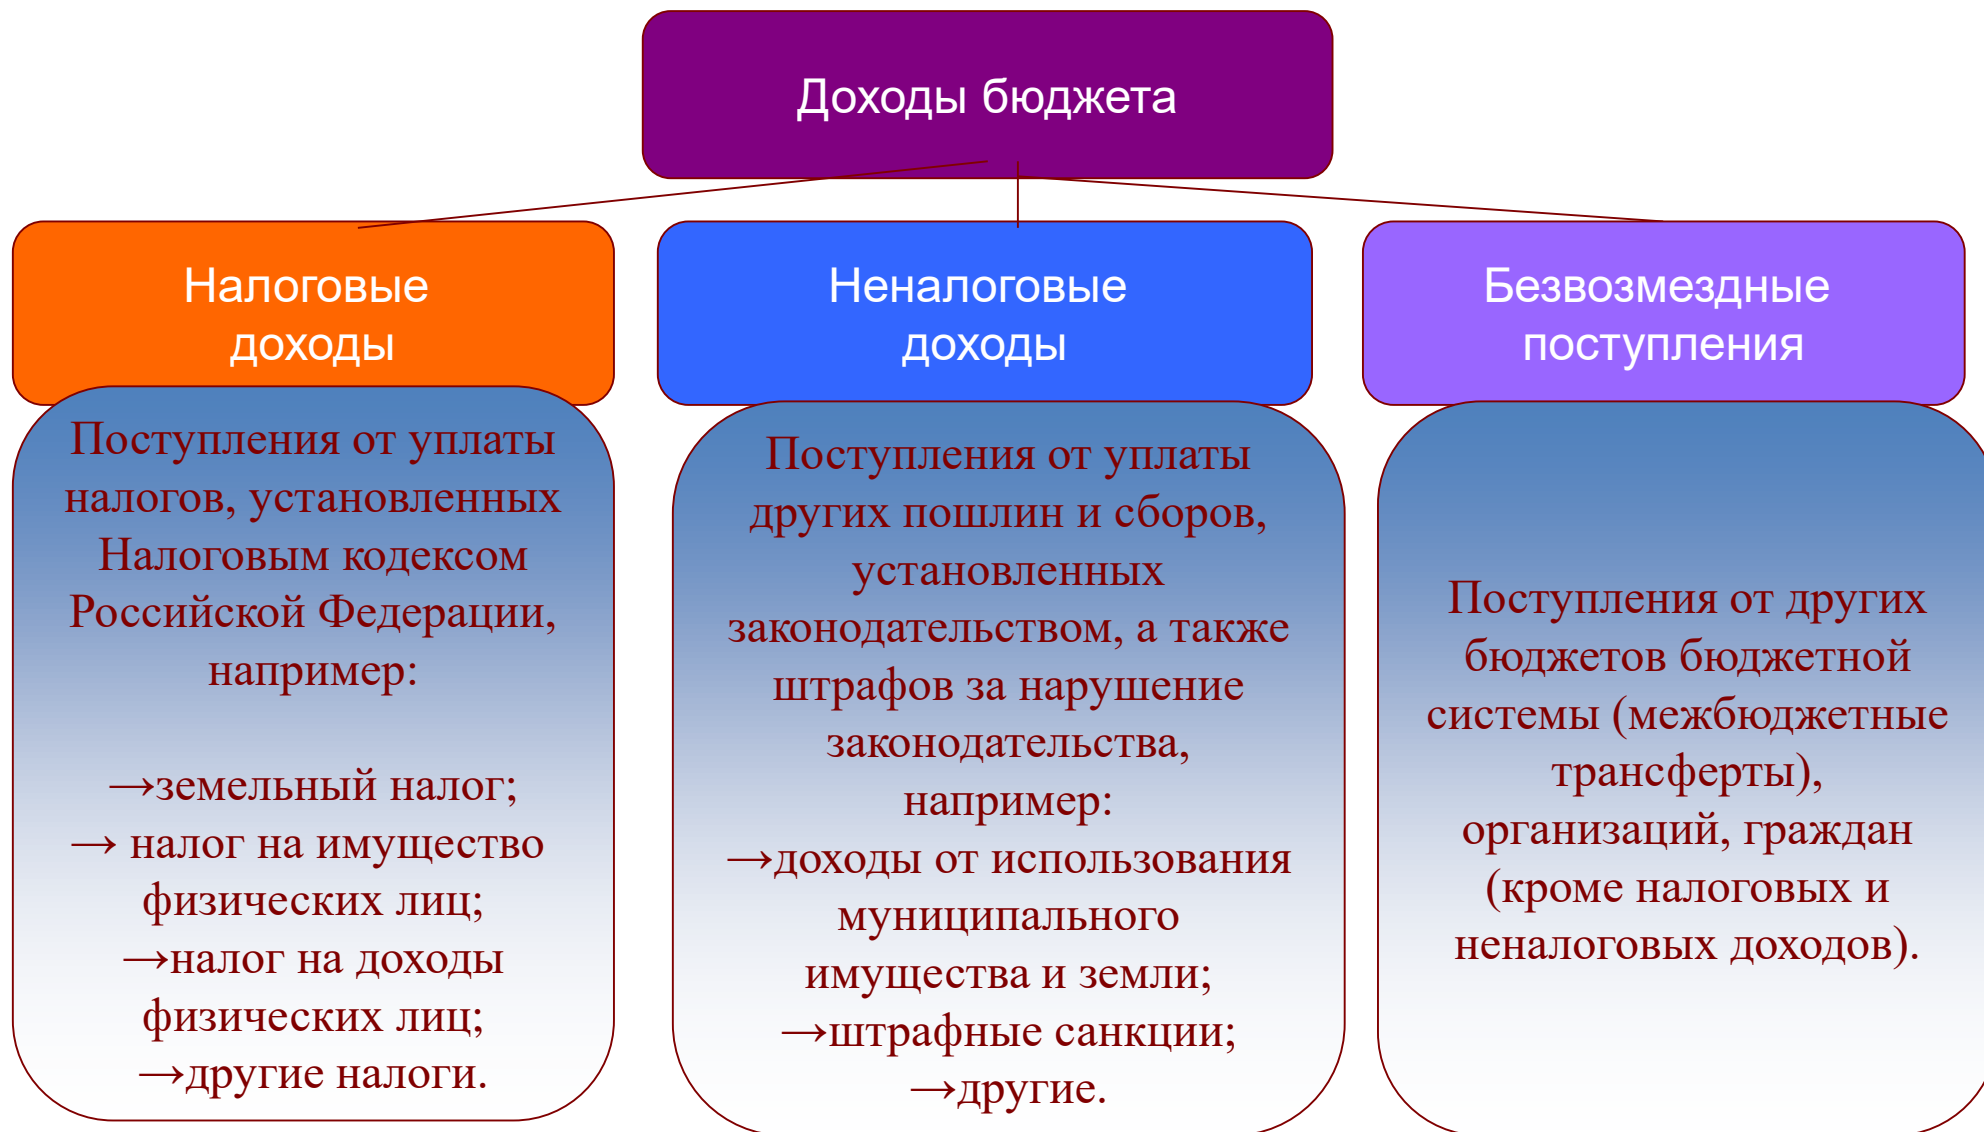 Доходы бюджета
Налоговые
доходы
Неналоговые
доходы
Безвозмездные
поступления
Поступления от уплаты
налогов, установленных
Налоговым кодексом
Российской Федерации,
например:
→земельный налог;
→ налог на имущество
физических лиц;
→налог на доходы
физических лиц;
→другие налоги.
Поступления от уплаты
других пошлин и сборов,
установленных
законодательством, а также
штрафов за нарушение
законодательства,
например:
→доходы от использования
муниципального
имущества и земли;
→штрафные санкции;
→другие.
Поступления от других
бюджетов бюджетной
системы (межбюджетные
трансферты),
организаций, граждан
(кроме налоговых и
неналоговых доходов).